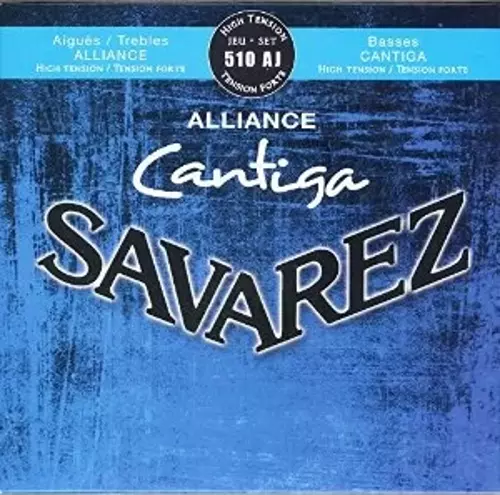 HIGH TENSION
JEU - SET
510 AJ
TENSION FORTE
Aiguës / Trebles
ALLIANCE
HIGH TENSION / TENSION FORTE
Basses
CANTIGA
HIGH TENSION / TENSION FORTE
ALLIANCE
Cantiga
SAVAREZ